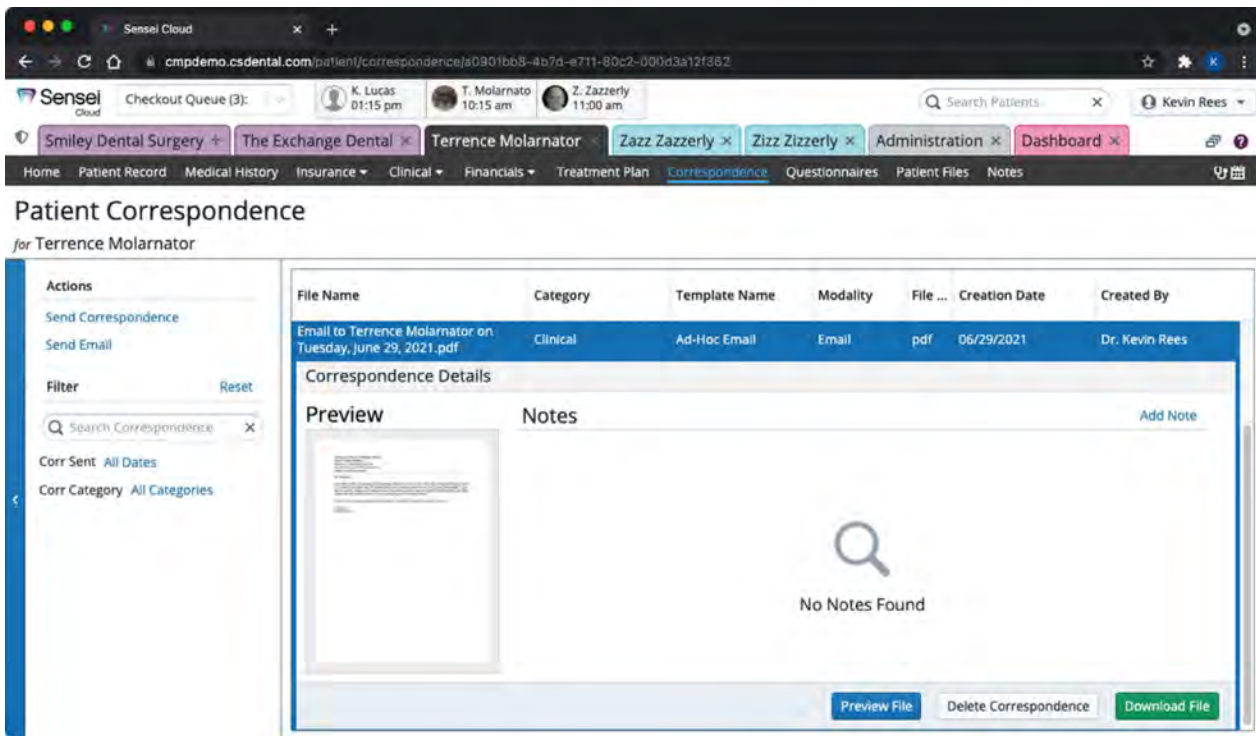 Sensei Cloud × +
cmpdemo.csdental.com/patient/correspondence/a0901bb8-4b7d-e711-80c2-000d3a12f362
K
Sensei
Cloud
Checkout Queue (3):
K. Lucas
01:15 pm
T. Molarnato
10:15 am
Z. Zazzerly
11:00 am
Search Patients ×
Kevin Rees
Smiley Dental Surgery + The Exchange Dental × Terrence Molarnator × Zazz Zazzerly × Zizz Zizzerly × Administration × Dashboard ×
Home Patient Record Medical History Insurance Clinical Financials Treatment Plan Correspondence Questionnaires Patient Files Notes
Patient Correspondence
for Terrence Molarnator
Actions
Send Correspondence
Send Email
Filter Reset
Search Correspondence ×
Corr Sent All Dates
Corr Category All Categories
File Name Category Template Name Modality File ... Creation Date Created By
Email to Terrence Molarnator on
Tuesday, June 29, 2021.pdf
Clinical Ad-Hoc Email Email pdf 06/29/2021 Dr. Kevin Rees
Correspondence Details
Preview Notes Add Note
No Notes Found
Preview File Delete Correspondence Download File